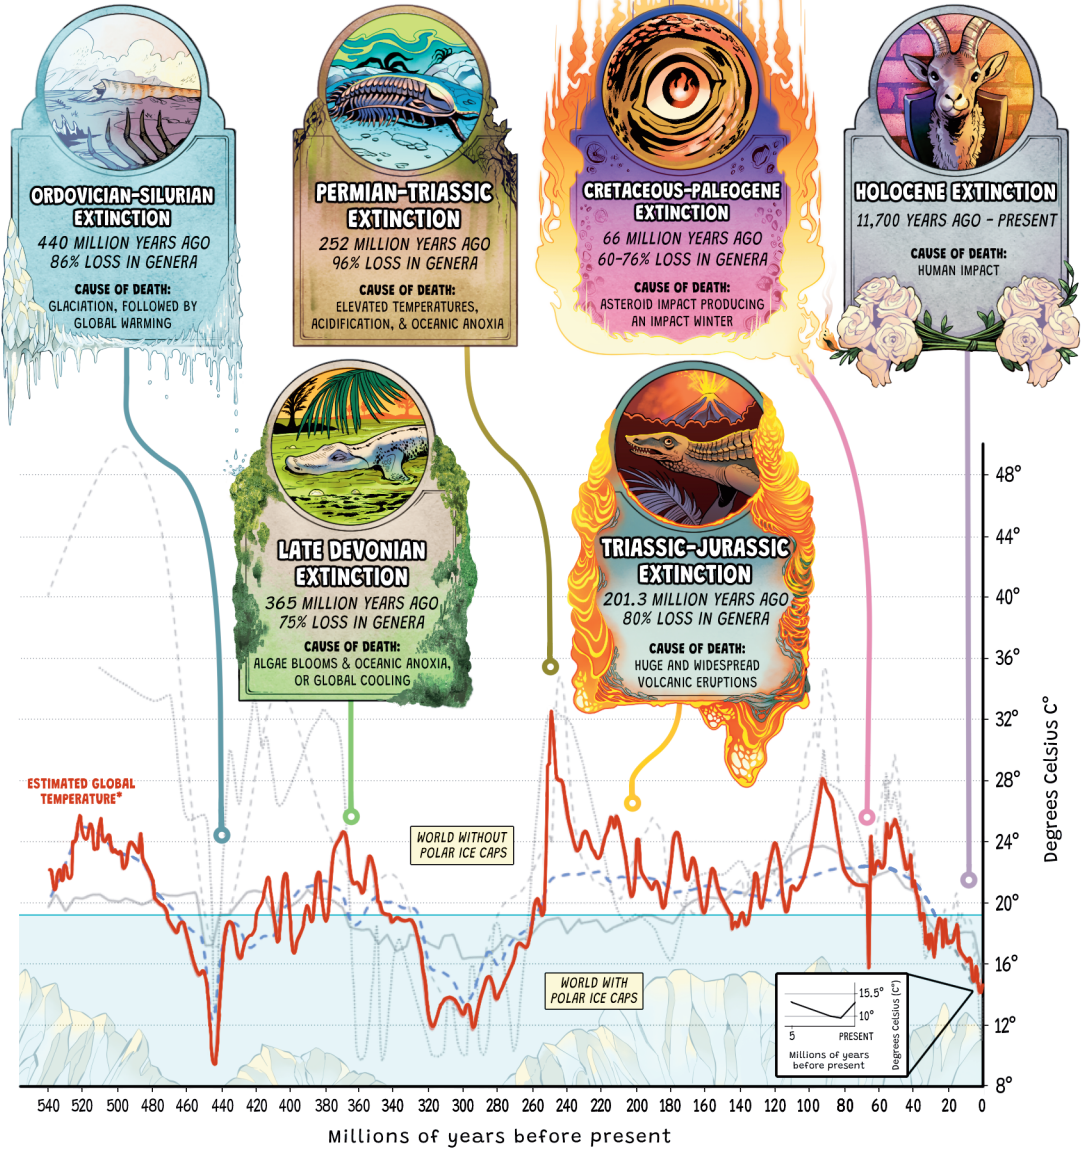 ORDOVICIAN-SILURIAN
EXTINCTION
440 MILLION YEARS AGO
86% LOSS IN GENERA
CAUSE OF DEATH:
GLACIATION, FOLLOWED BY
GLOBAL WARMING
PERMIAN-TRIASSIC
EXTINCTION
252 MILLION YEARS AGO
96% LOSS IN GENERA
CAUSE OF DEATH:
ELEVATED TEMPERATURES,
ACIDIFICATION, & OCEANIC ANOXIA
CRETACEOUS-PALEOGENE
EXTINCTION
66 MILLION YEARS AGO
60-76% LOSS IN GENERA
CAUSE OF DEATH:
ASTEROID IMPACT PRODUCING
AN IMPACT WINTER
HOLOCENE EXTINCTION
11,700 YEARS AGO - PRESENT
CAUSE OF DEATH:
HUMAN IMPACT
LATE DEVONIAN
EXTINCTION
365 MILLION YEARS AGO
75% LOSS IN GENERA
CAUSE OF DEATH:
ALGAE BLOOMS & OCEANIC ANOXIA,
OR GLOBAL COOLING
TRIASSIC-JURASSIC
EXTINCTION
201.3 MILLION YEARS AGO
80% LOSS IN GENERA
CAUSE OF DEATH:
HUGE AND WIDESPREAD
VOLCANIC ERUPTIONS
48°
44°
40°
36°
32°
28°
24°
20°
16°
12°
8°
Degrees Celsius C°
ESTIMATED GLOBAL
TEMPERATURE*
WORLD WITHOUT
POLAR ICE CAPS
WORLD WITH
POLAR ICE CAPS
15.5°
10°
Degrees Celsius (C°)
5 PRESENT
Millions of years
before present
540 520 500 480 460 440 420 400 380 360 340 320 300 280 260 240 220 200 180 160 140 120 100 80 60 40 20 0
Millions of years before present